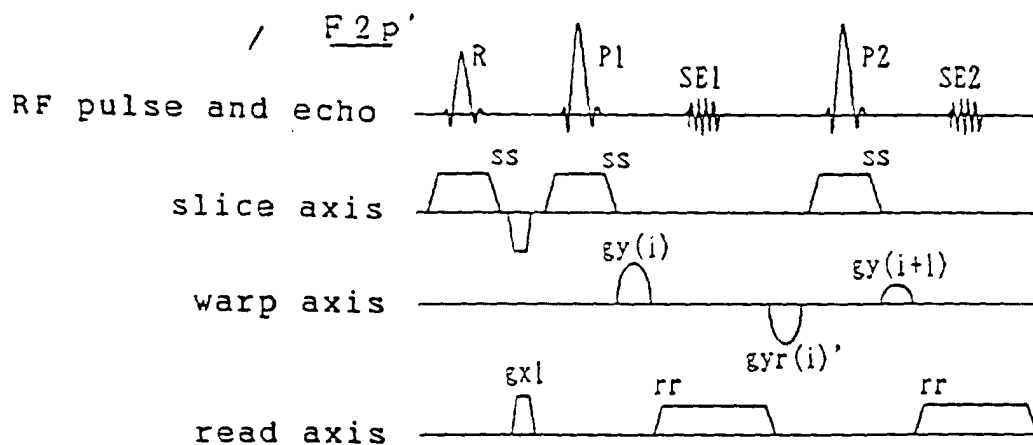 F2p'
R P1 SE1 P2 SE2
RF pulse and echo
ss ss ss
slice axis
gy(i) gy(i+1)
warp axis
gyr(i)'
gx1 rr rr
read axis